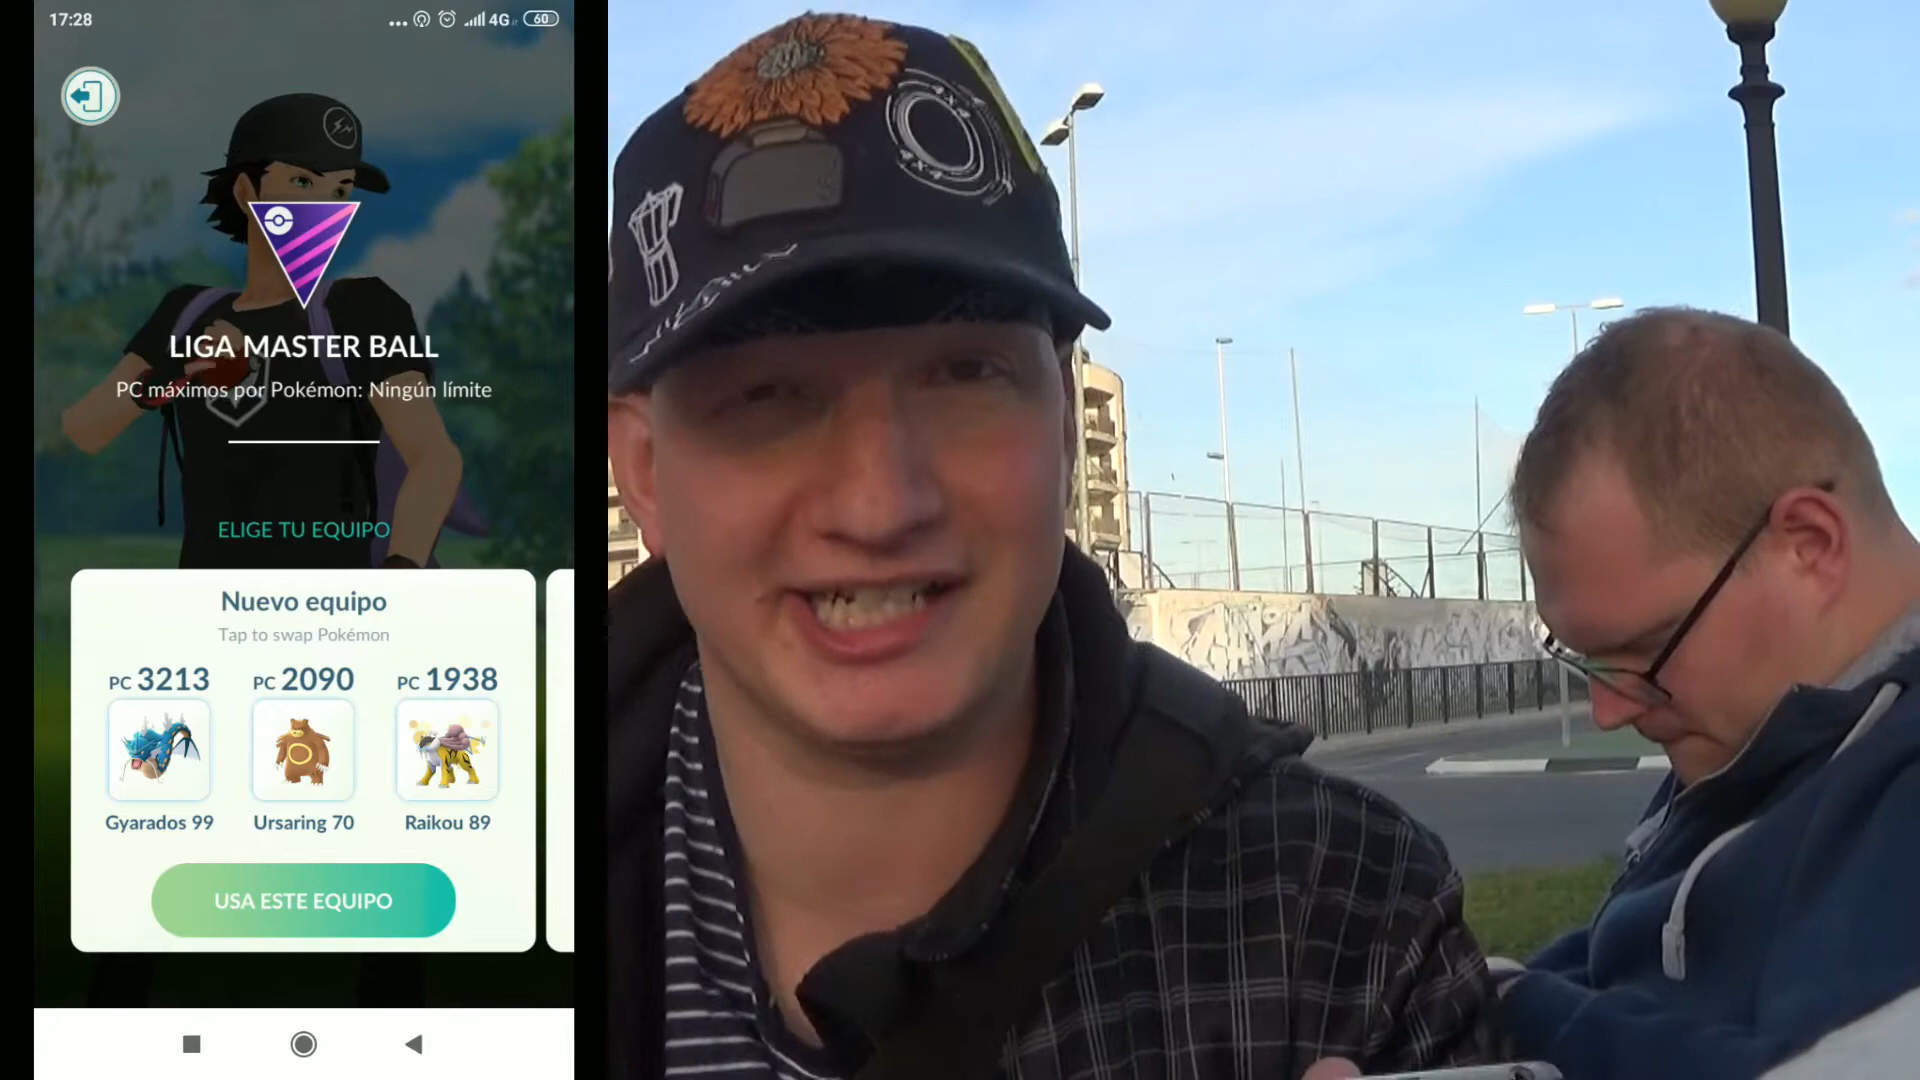 17:28
4G
60
LIGA MASTER BALL
PC máximos por Pokémon: Ningún límite
ELIGE TU EQUIPO
Nuevo equipo
Tap to swap Pokémon
PC 3213 PC 2090 PC 1938
Gyarados 99 Ursaring 70 Raikou 89
USA ESTE EQUIPO